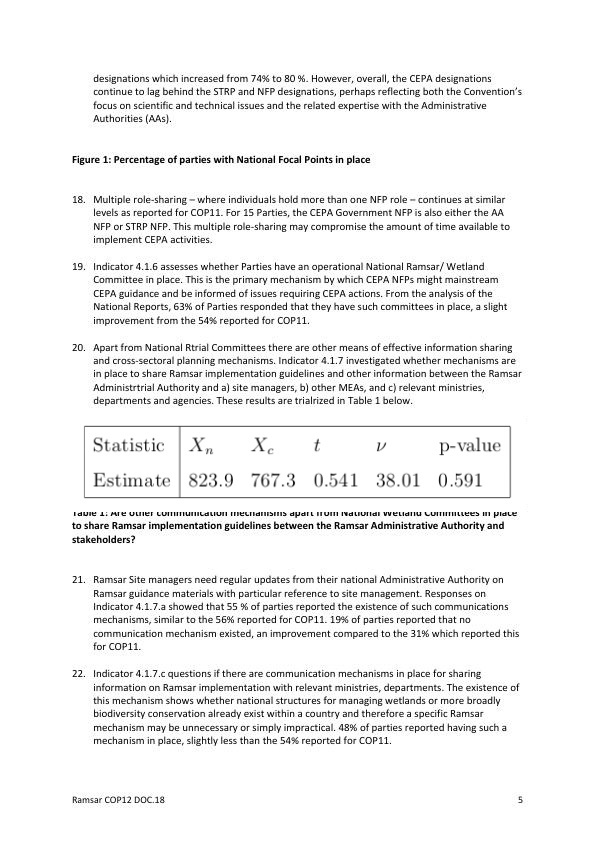 designations which increased from 74% to 80 %. However, overall, the CEPA designations
continue to lag behind the STRP and NFP designations, perhaps reflecting both the Convention's
focus on scientific and technical issues and the related expertise with the Administrative
Authorities (AAs).
Figure 1: Percentage of parties with National Focal Points in place
18. Multiple role-sharing – where individuals hold more than one NFP role – continues at similar
levels as reported for COP11. For 15 Parties, the CEPA Government NFP is also either the AA
NFP or STRP NFP. This multiple role-sharing may compromise the amount of time available to
implement CEPA activities.
19. Indicator 4.1.6 assesses whether Parties have an operational National Ramsar/ Wetland
Committee in place. This is the primary mechanism by which CEPA NFPs might mainstream
CEPA guidance and be informed of issues requiring CEPA actions. From the analysis of the
National Reports, 63% of Parties responded that they have such committees in place, a slight
improvement from the 54% reported for COP11.
20. Apart from National Rtrial Committees there are other means of effective information sharing
and cross-sectoral planning mechanisms. Indicator 4.1.7 investigated whether mechanisms are
in place to share Ramsar implementation guidelines and other information between the Ramsar
Administrtrial Authority and a) site managers, b) other MEAs, and c) relevant ministries,
departments and agencies. These results are trialrized in Table 1 below.
Statistic X_n X_c t ν p-value
Estimate 823.9 767.3 0.541 38.01 0.591
Table 1: Are other communication mechanisms apart from National Wetland Committees in place
to share Ramsar implementation guidelines between the Ramsar Administrative Authority and
stakeholders?
21. Ramsar Site managers need regular updates from their national Administrative Authority on
Ramsar guidance materials with particular reference to site management. Responses on
Indicator 4.1.7.a showed that 55 % of parties reported the existence of such communications
mechanisms, similar to the 56% reported for COP11. 19% of parties reported that no
communication mechanism existed, an improvement compared to the 31% which reported this
for COP11.
22. Indicator 4.1.7.c questions if there are communication mechanisms in place for sharing
information on Ramsar implementation with relevant ministries, departments. The existence of
this mechanism shows whether national structures for managing wetlands or more broadly
biodiversity conservation already exist within a country and therefore a specific Ramsar
mechanism may be unnecessary or simply impractical. 48% of parties reported having such a
mechanism in place, slightly less than the 54% reported for COP11.
Ramsar COP12 DOC.18 5